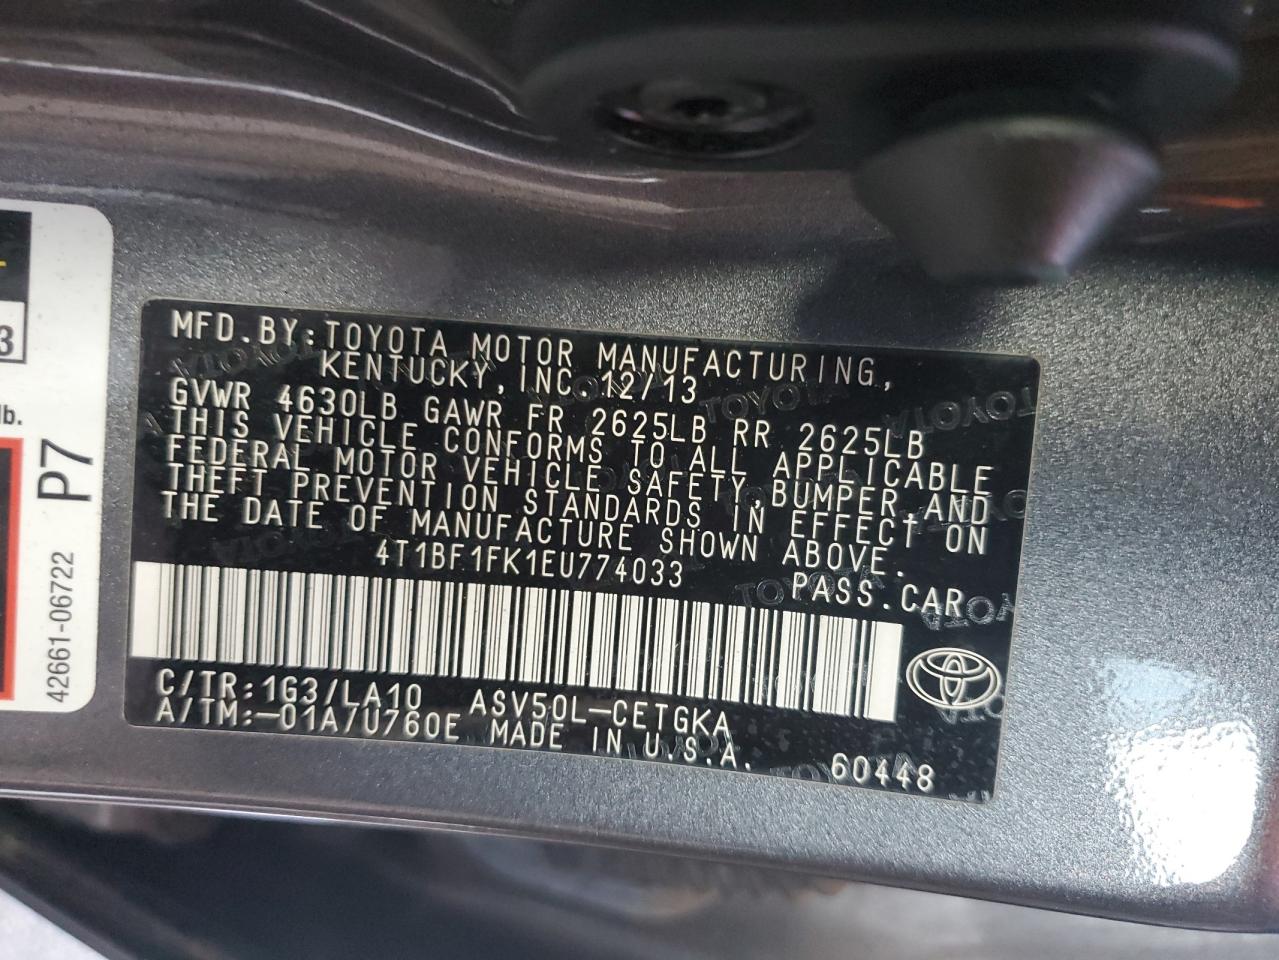 MFD.BY:TOYOTA MOTOR MANUFACTURING,
KENTUCKY,INC.12/13
GVWR 4630LB GAWR FR 2625LB RR 2625LB
THIS VEHICLE CONFORMS TO ALL APPLICABLE
FEDERAL MOTOR VEHICLE SAFETY,BUMPER,AND
THEFT PREVENTION STANDARDS IN EFFECT ON
THE DATE OF MANUFACTURE SHOWN ABOVE.
4T1BF1FK1EU774033
PASS.CAR
C/TR:1G3/LA10 ASV50L-CETGKA
A/TM:-01A/U760E MADE IN U.S.A.
60448
3
lb.
P7
42661-06722